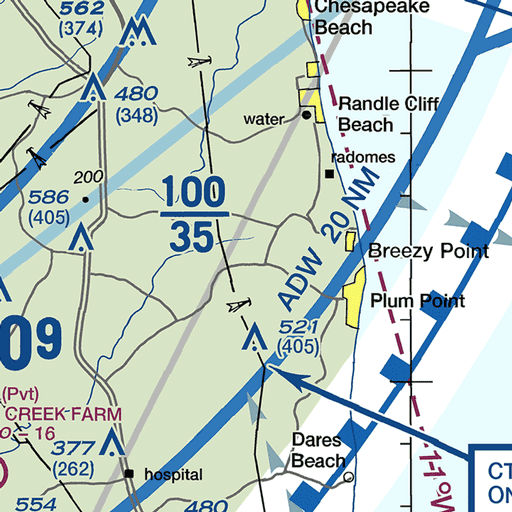 562
(374)
Chesapeake
Beach
480
(348)
water
Randle Cliff
Beach
radomes
200
586
(405)
100
35
ADW 20 NM
Breezy Point
Plum Point
521
(405)
09
(Pvt)
CREEK FARM
= 16
377
(262)
hospital
Dares
Beach
11°W
CT
ON
554
480